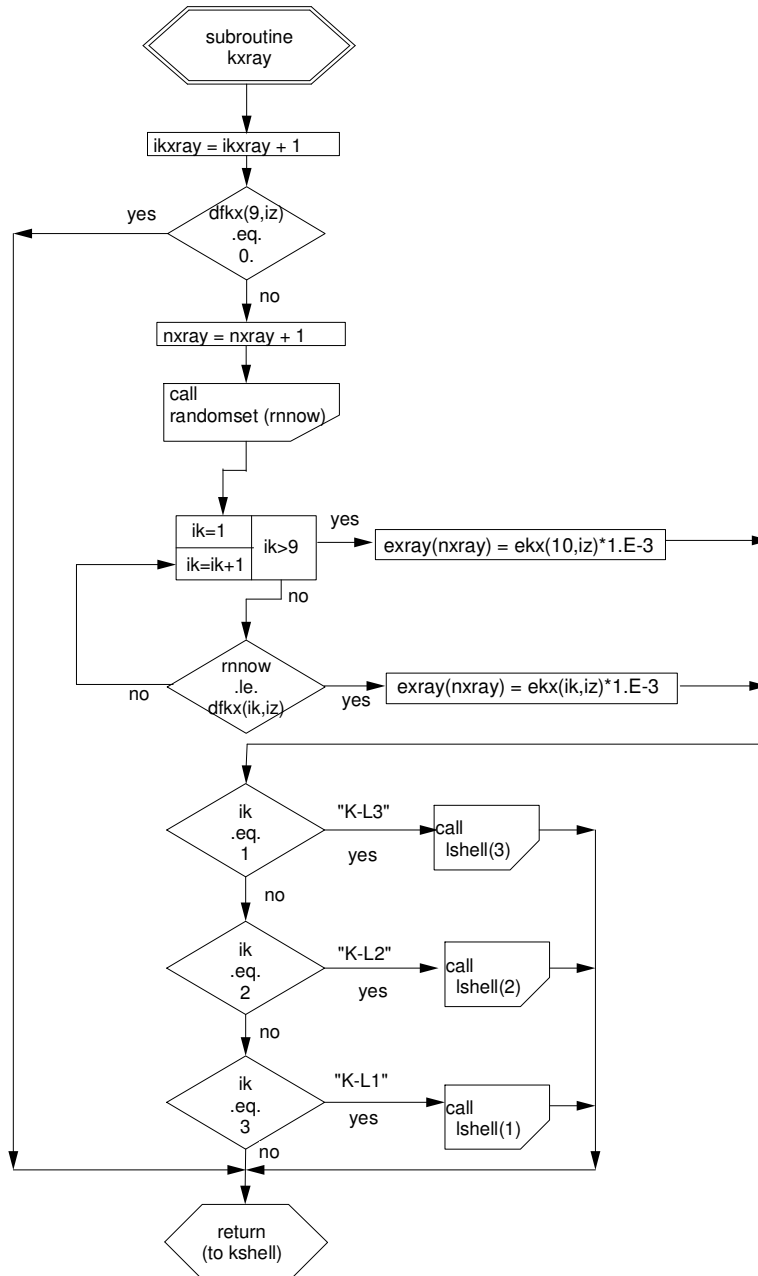 subroutine
kxray
ikxray = ikxray + 1
yes
dfkx(9,iz)
.eq.
0.
no
nxray = nxray + 1
call
randomset (rnnow)
ik=1
ik=ik+1
ik>9
yes
exray(nxray) = ekx(10,iz)*1.E-3
no
rnnow
.le.
dfkx(ik,iz)
no
yes
exray(nxray) = ekx(ik,iz)*1.E-3
ik
.eq.
1
"K-L3"
yes
call
lshell(3)
no
ik
.eq.
2
"K-L2"
yes
call
lshell(2)
no
ik
.eq.
3
"K-L1"
yes
call
lshell(1)
no
return
(to kshell)